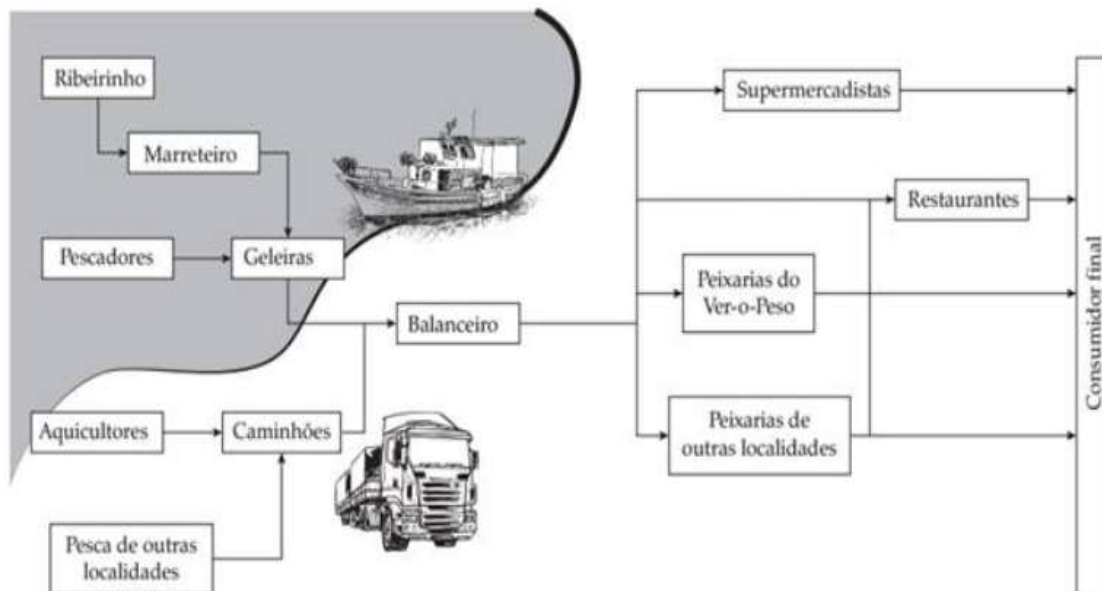 Ribeirinho
Marreteiro
Pescadores
Geleiras
Balanceiro
Aquicultores
Caminhões
Pesca de outras
localidades
Supermercadistas
Restaurantes
Peixarias do
Ver-o-Peso
Peixarias de
outras localidades
Consumidor final